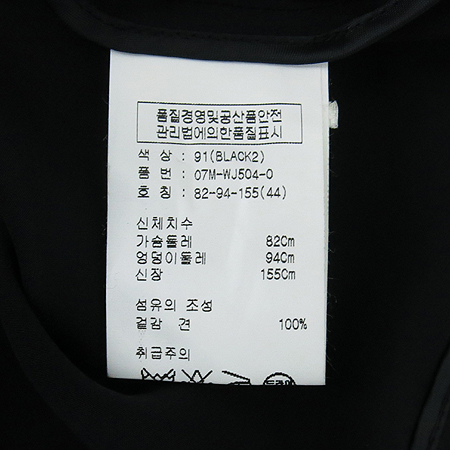 품질경영및공산품안전
관리법에의한품질표시
색 상 : 91(BLACK2)
품 번 : 07M-WJ504-0
호 칭 : 82-94-155(44)
신체치수
가슴둘레 82Cm
엉덩이둘레 94Cm
신장 155Cm
섬유의 조성
겉감 견 100%
취급주의